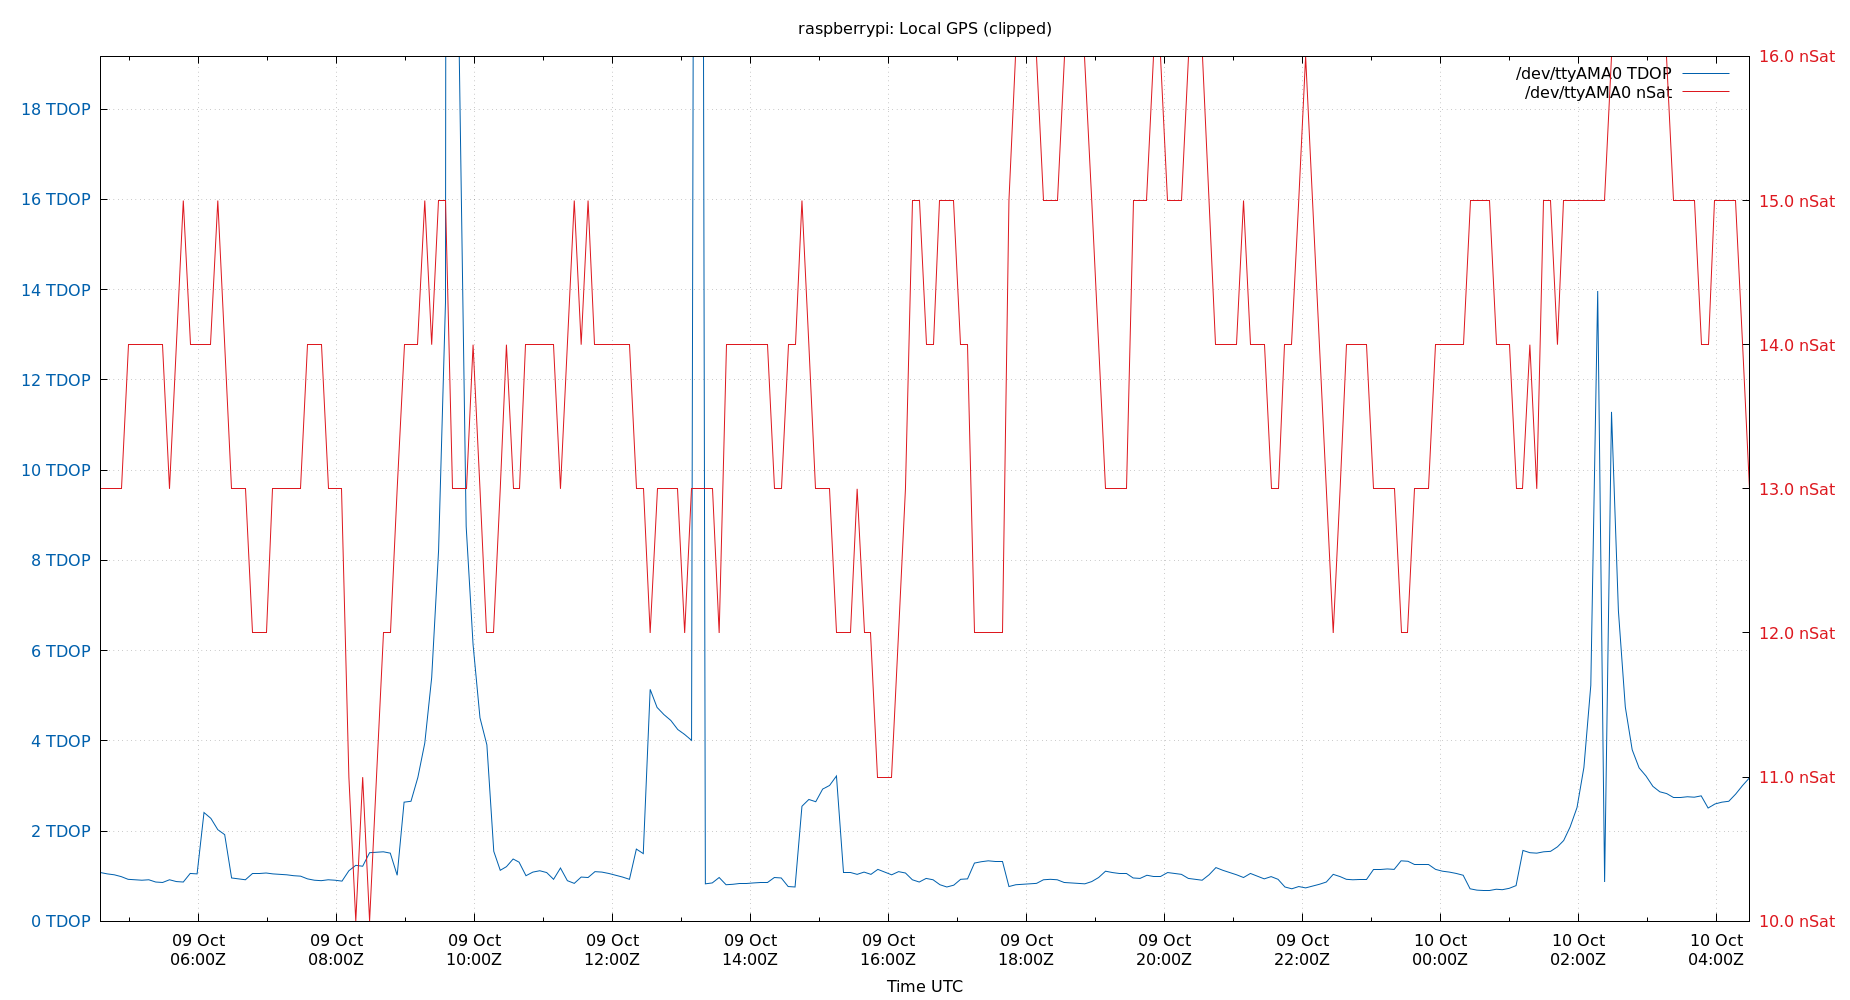 raspberrypi: Local GPS (clipped)
16.0 nSat
/dev/ttyAMA0 TDOP
/dev/ttyAMA0 nSat
18 TDOP
16 TDOP
15.0 nSat
14 TDOP
14.0 nSat
12 TDOP
10 TDOP
13.0 nSat
8 TDOP
12.0 nSat
6 TDOP
4 TDOP
11.0 nSat
2 TDOP
0 TDOP
10.0 nSat
09 Oct 09 Oct 09 Oct 09 Oct 09 Oct 09 Oct 09 Oct 09 Oct 09 Oct 10 Oct 10 Oct 10 Oct
06:00Z 08:00Z 10:00Z 12:00Z 14:00Z 16:00Z 18:00Z 20:00Z 22:00Z 00:00Z 02:00Z 04:00Z
Time UTC